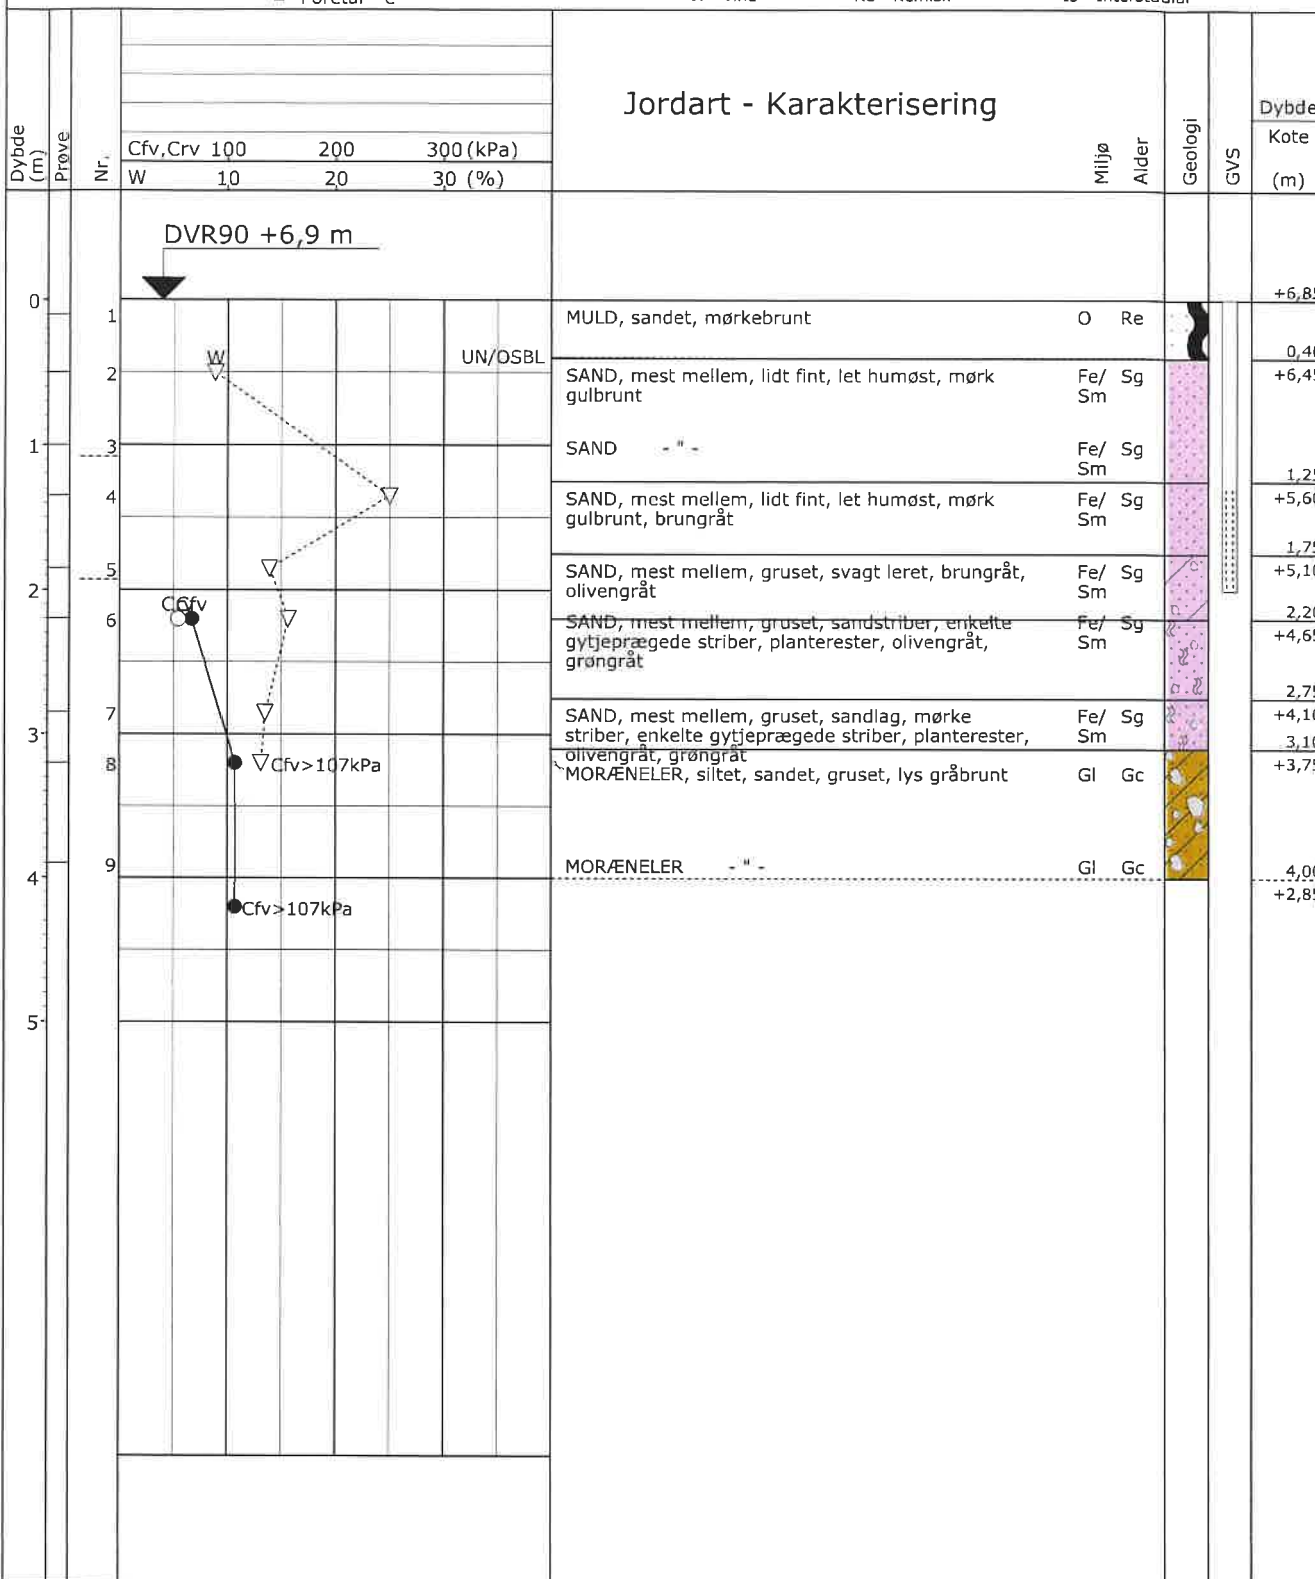 Jordart - Karakterisering
Dybde (m)
Prøve
Nr.
Cfv,Crv 100 200 300 (kPa)
W 10 20 30 (%)
Miljø
Alder
Geologi
GVS
Dybde
Kote
(m)
DVR90 +6,9 m
0
1
2
3
4
5
1
2
3
4
5
6
7
8
9
W
UN/OSBL
Cfv
Cfv>107kPa
Cfv>107kPa
MULD, sandet, mørkebrunt O Re
SAND, mest mellem, lidt fint, let humøst, mørk Fe/ Sg
gulbrunt Sm
SAND - " - Fe/ Sg
Sm
SAND, mest mellem, lidt fint, let humøst, mørk Fe/ Sg
gulbrunt, brungråt Sm
SAND, mest mellem, gruset, svagt leret, brungråt, Fe/ Sg
olivengråt Sm
SAND, mest mellem, gruset, sandstriber, enkelte Fe/ Sg
gytjeprægede striber, planterester, olivengråt, Sm
grøngråt
SAND, mest mellem, gruset, sandlag, mørke Fe/ Sg
striber, enkelte gytjeprægede striber, planterester, Sm
olivengråt, grøngråt
MORÆNELER, siltet, sandet, gruset, lys gråbrunt Gl Gc
MORÆNELER - " - Gl Gc
+6,85
0,40
+6,45
1,25
+5,60
1,75
+5,10
2,20
+4,65
2,75
+4,10
3,10
+3,75
4,00
+2,85